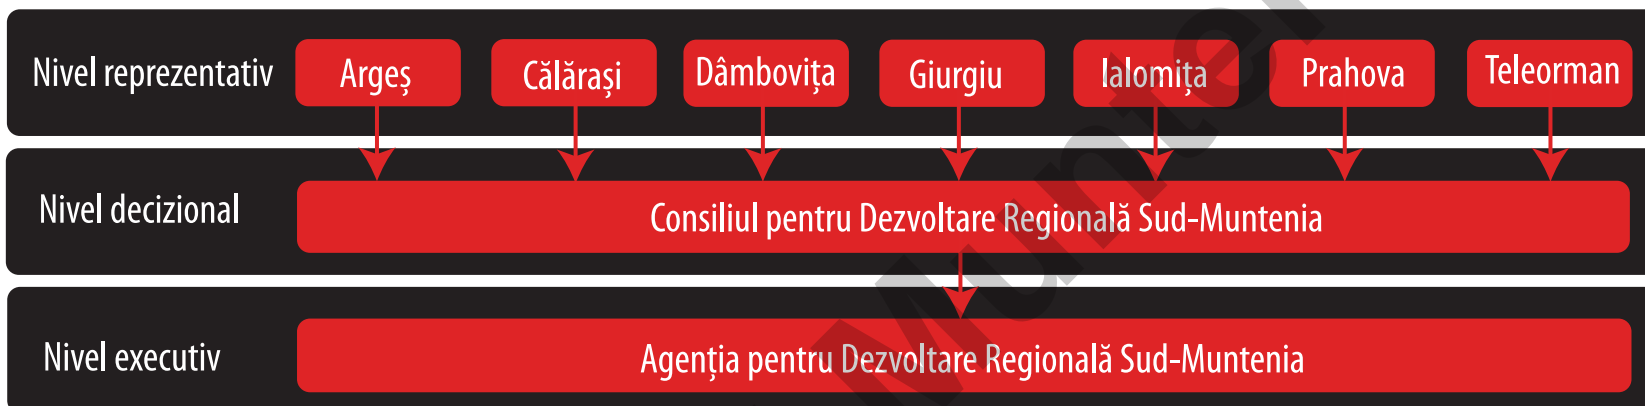 Nivel reprezentativ Argeș Călărași Dâmbovița Giurgiu Ialomița Prahova Teleorman
Nivel decizional Consiliul pentru Dezvoltare Regională Sud-Muntenia
Nivel executiv Agenția pentru Dezvoltare Regională Sud-Muntenia